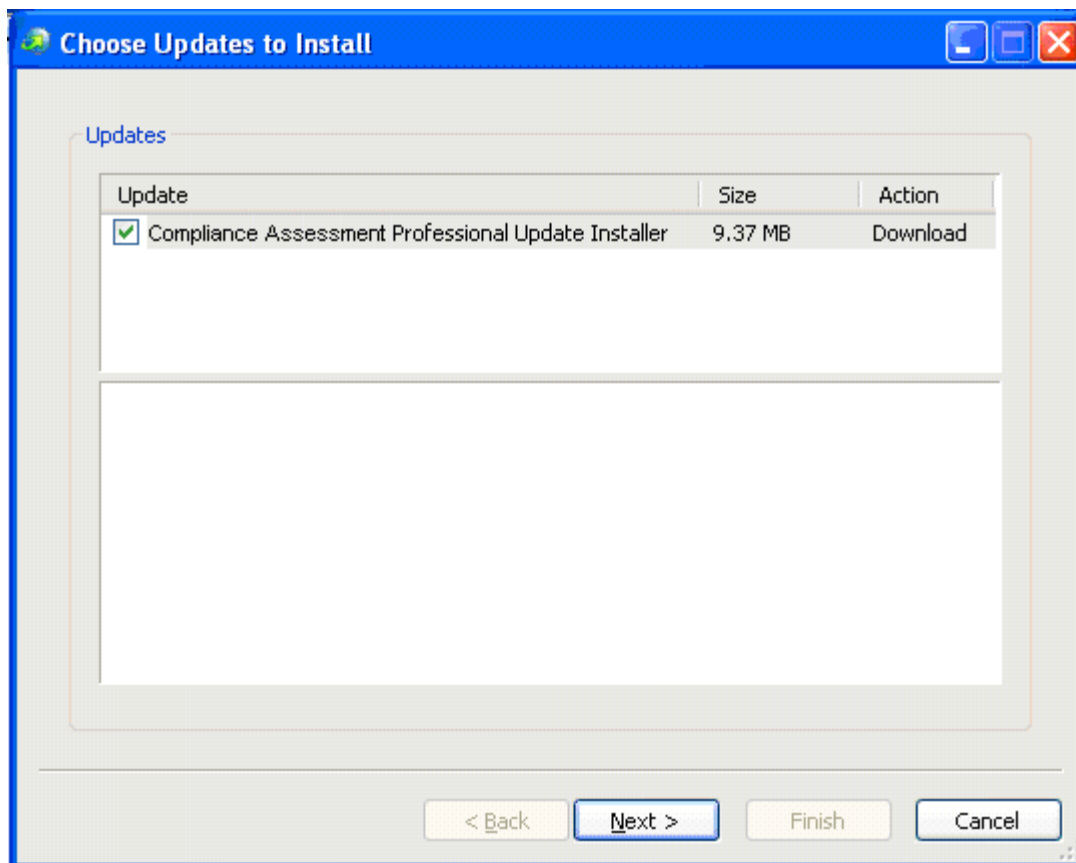 Choose Updates to Install
Updates
Update Size Action
Compliance Assessment Professional Update Installer 9.37 MB Download
< Back Next > Finish Cancel